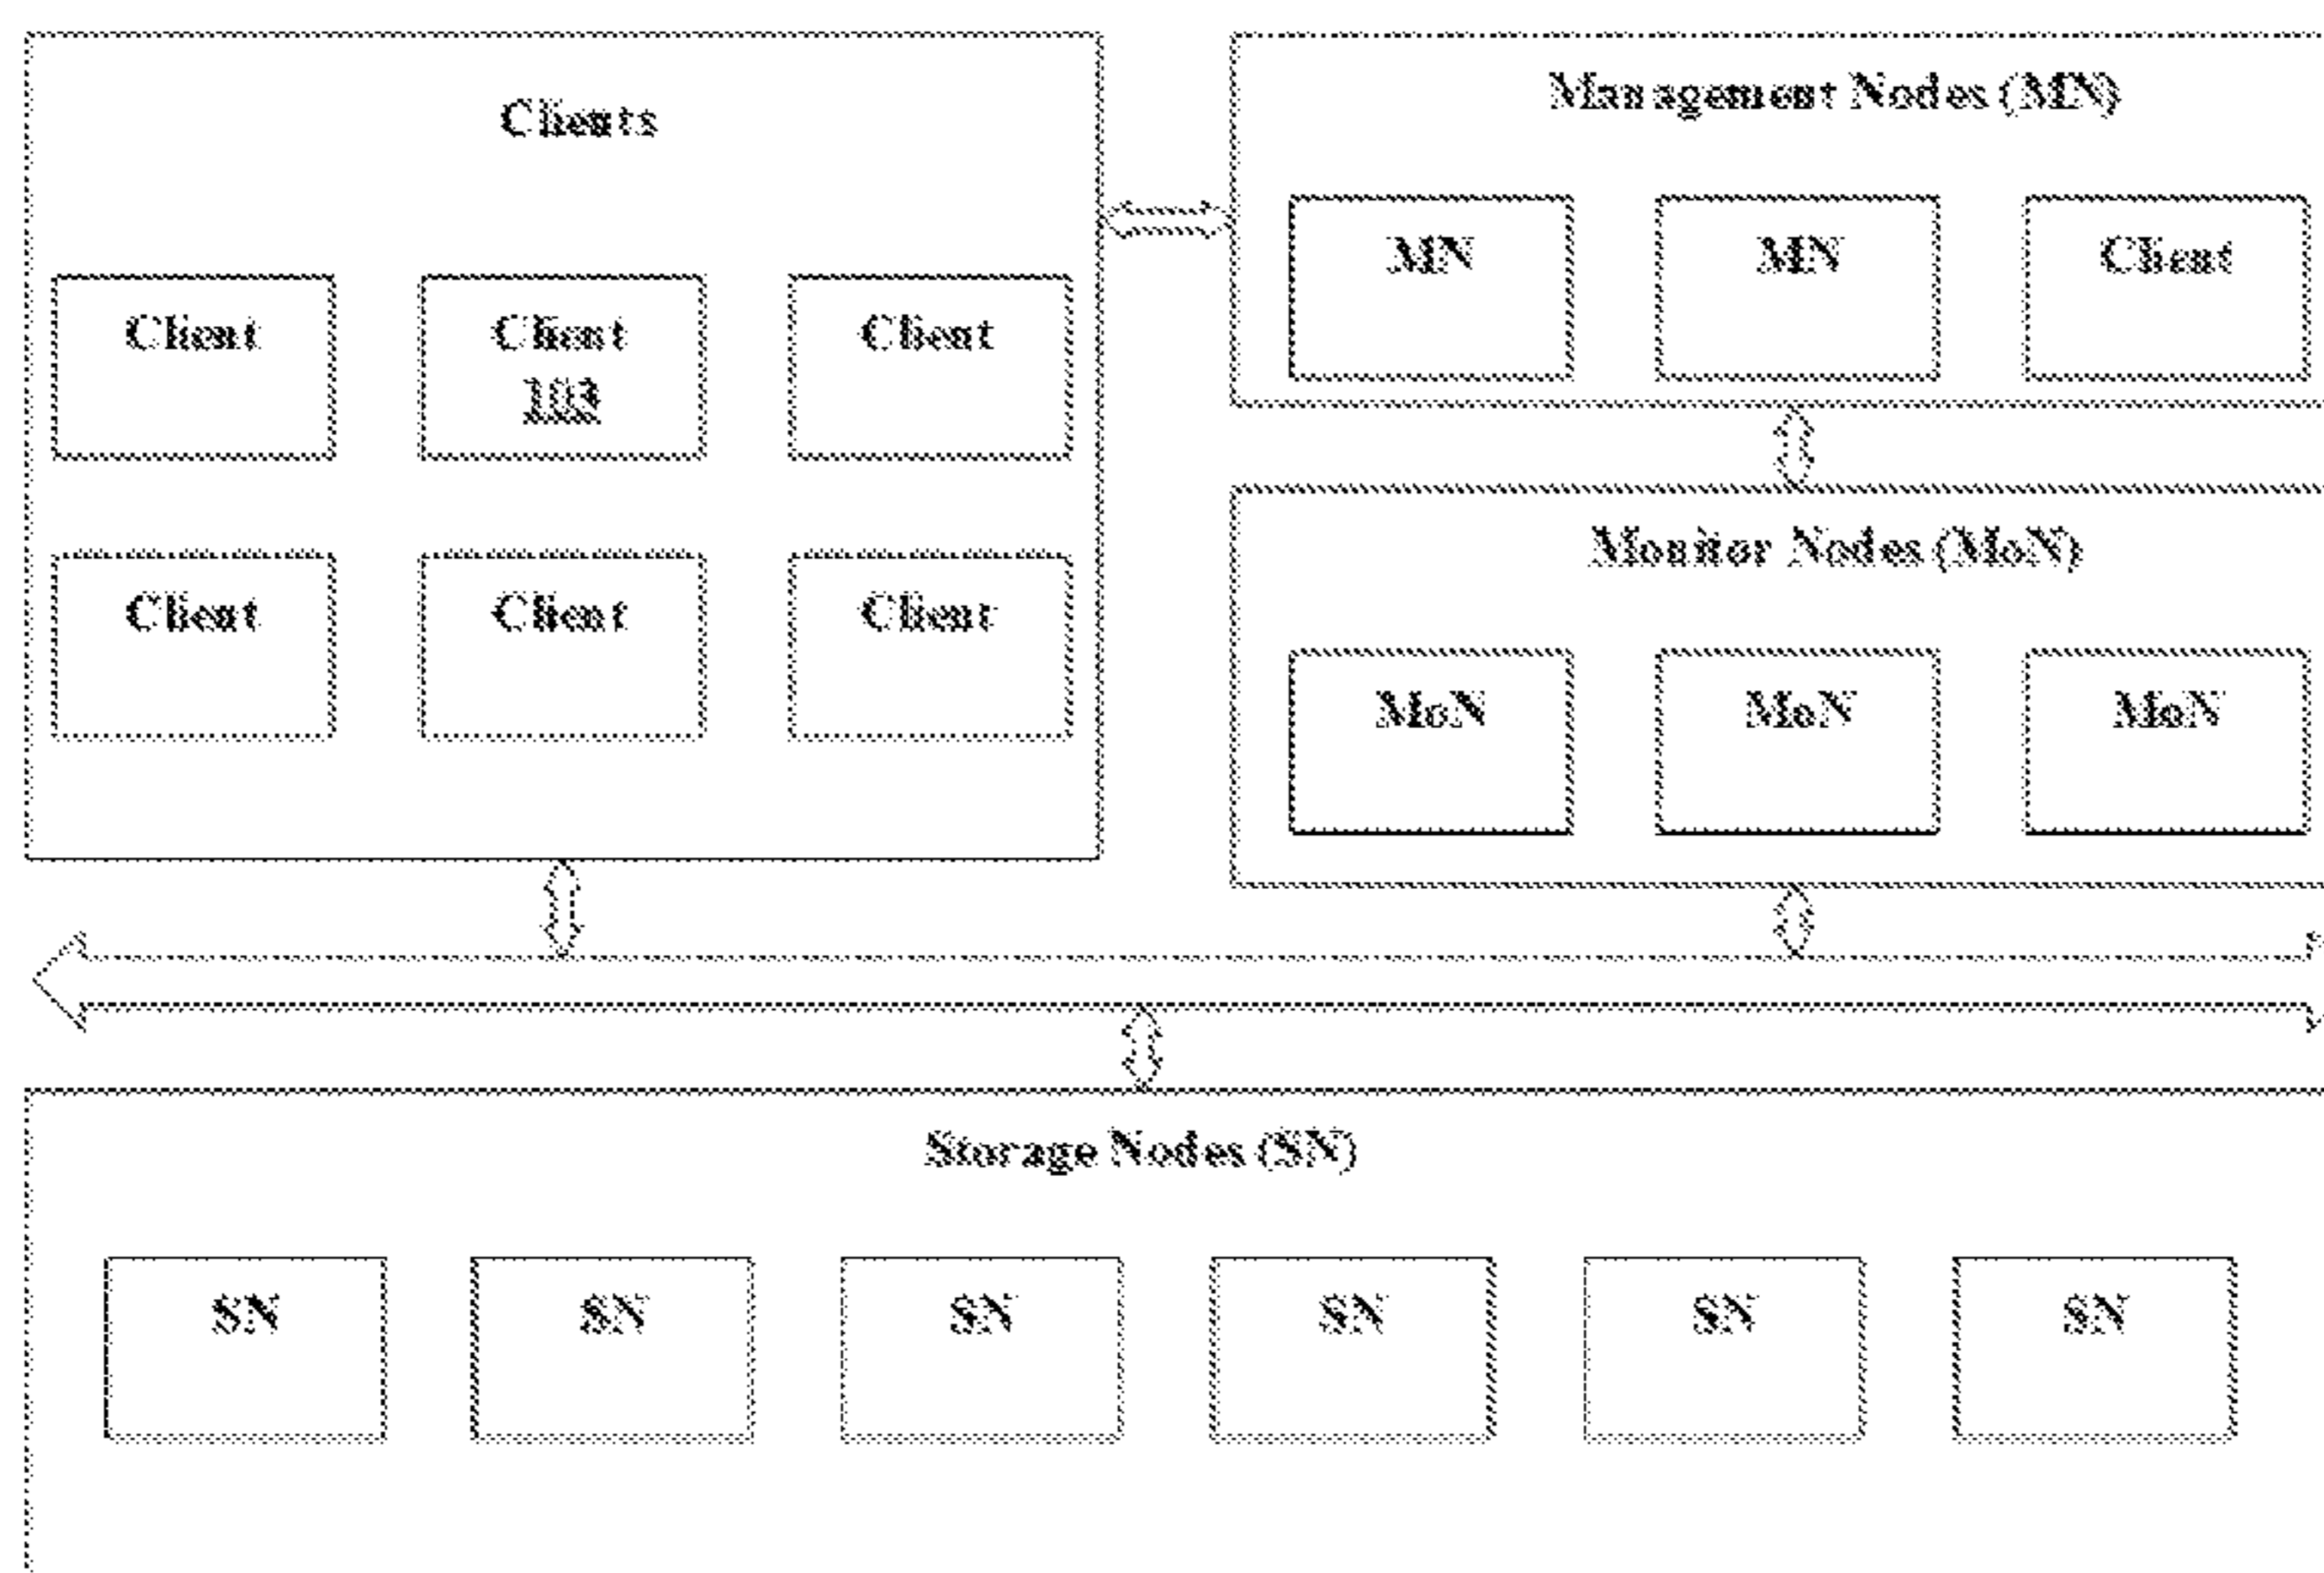 Clients
Client
Client
103
Client
Client
Client
Client
Management Nodes (MN)
MN
MN
Client
Monitor Nodes (MoN)
MoN
MoN
MoN
Storage Nodes (SN)
SN
SN
SN
SN
SN
SN